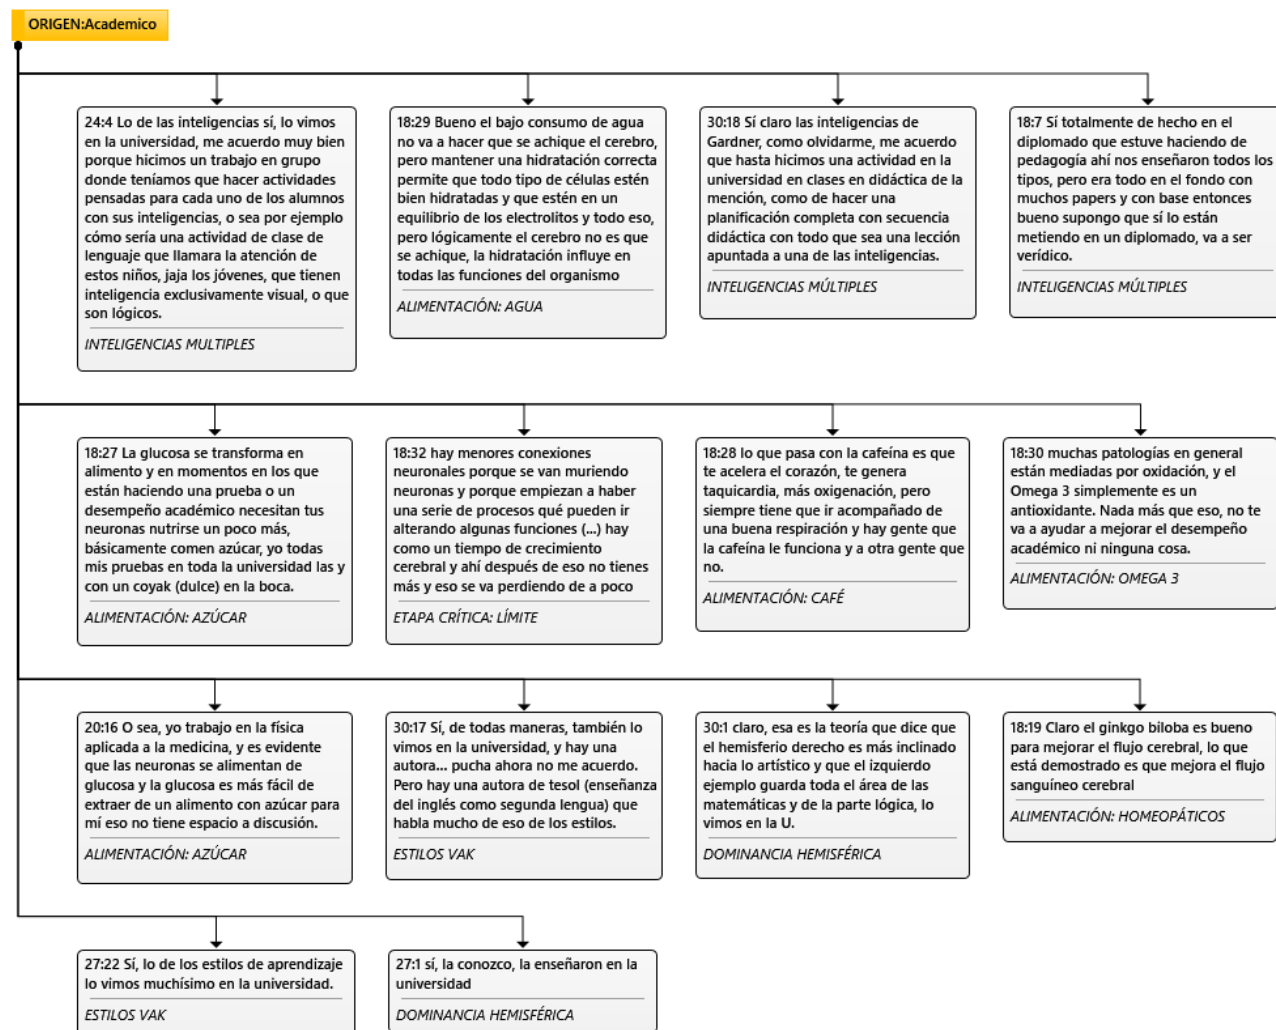 ORIGEN:Academico
24:4 Lo de las inteligencias sí, lo vimos
en la universidad, me acuerdo muy bien
porque hicimos un trabajo en grupo
donde teníamos que hacer actividades
pensadas para cada uno de los alumnos
con sus inteligencias, o sea por ejemplo
cómo sería una actividad de clase de
lenguaje que llamara la atención de
estos niños, jaja los jóvenes, que tienen
inteligencia exclusivamente visual, o que
son lógicos.
INTELIGENCIAS MULTIPLES
18:29 Bueno el bajo consumo de agua
no va a hacer que se achique el cerebro,
pero mantener una hidratación correcta
permite que todo tipo de células estén
bien hidratadas y que estén en un
equilibrio de los electrolitos y todo eso,
pero lógicamente el cerebro no es que
se achique, la hidratación influye en
todas las funciones del organismo
ALIMENTACIÓN: AGUA
30:18 Sí claro las inteligencias de
Gardner, como olvidarme, me acuerdo
que hasta hicimos una actividad en la
universidad en clases en didáctica de la
mención, como de hacer una
planificación completa con secuencia
didáctica con todo que sea una lección
apuntada a una de las inteligencias.
INTELIGENCIAS MÚLTIPLES
18:7 Sí totalmente de hecho en el
diplomado que estuve haciendo de
pedagogía ahí nos enseñaron todos los
tipos, pero era todo en el fondo con
muchos papers y con base entonces
bueno supongo que sí lo están
metiendo en un diplomado, va a ser
verídico.
INTELIGENCIAS MÚLTIPLES
18:27 La glucosa se transforma en
alimento y en momentos en los que
están haciendo una prueba o un
desempeño académico necesitan tus
neuronas nutrirse un poco más,
básicamente comen azúcar, yo todas
mis pruebas en toda la universidad las y
con un coyak (dulce) en la boca.
ALIMENTACIÓN: AZÚCAR
18:32 hay menores conexiones
neuronales porque se van muriendo
neuronas y porque empiezan a haber
una serie de procesos qué pueden ir
alterando algunas funciones (...) hay
como un tiempo de crecimiento
cerebral y ahí después de eso no tienes
más y eso se va perdiendo de a poco
ETAPA CRÍTICA: LÍMITE
18:28 lo que pasa con la cafeína es que
te acelera el corazón, te genera
taquicardia, más oxigenación, pero
siempre tiene que ir acompañado de
una buena respiración y hay gente que
la cafeína le funciona y a otra gente que
no.
ALIMENTACIÓN: CAFÉ
18:30 muchas patologías en general
están mediadas por oxidación, y el
Omega 3 simplemente es un
antioxidante. Nada más que eso, no te
va a ayudar a mejorar el desempeño
académico ni ninguna cosa.
ALIMENTACIÓN: OMEGA 3
20:16 O sea, yo trabajo en la física
aplicada a la medicina, y es evidente
que las neuronas se alimentan de
glucosa y la glucosa es más fácil de
extraer de un alimento con azúcar para
mí eso no tiene espacio a discusión.
ALIMENTACIÓN: AZÚCAR
30:17 Sí, de todas maneras, también lo
vimos en la universidad, y hay una
autora... pucha ahora no me acuerdo.
Pero hay una autora de tesol (enseñanza
del inglés como segunda lengua) que
habla mucho de eso de los estilos.
ESTILOS VAK
30:1 claro, esa es la teoría que dice que
el hemisferio derecho es más inclinado
hacia lo artístico y que el izquierdo
ejemplo guarda toda el área de las
matemáticas y de la parte lógica, lo
vimos en la U.
DOMINANCIA HEMISFÉRICA
18:19 Claro el ginkgo biloba es bueno
para mejorar el flujo cerebral, lo que
está demostrado es que mejora el flujo
sanguíneo cerebral
ALIMENTACIÓN: HOMEOPÁTICOS
27:22 Sí, lo de los estilos de aprendizaje
lo vimos muchísimo en la universidad.
ESTILOS VAK
27:1 sí, la conozco, la enseñaron en la
universidad
DOMINANCIA HEMISFÉRICA